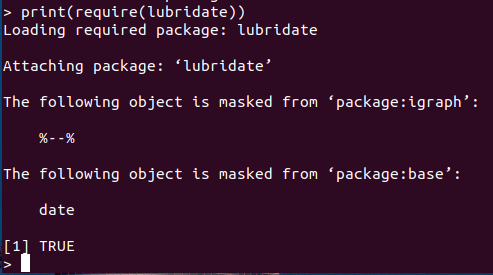 > print(require(lubridate))
Loading required package: lubridate
Attaching package: ‘lubridate’
The following object is masked from ‘package:igraph’:
%--%
The following object is masked from ‘package:base’:
date
[1] TRUE
>